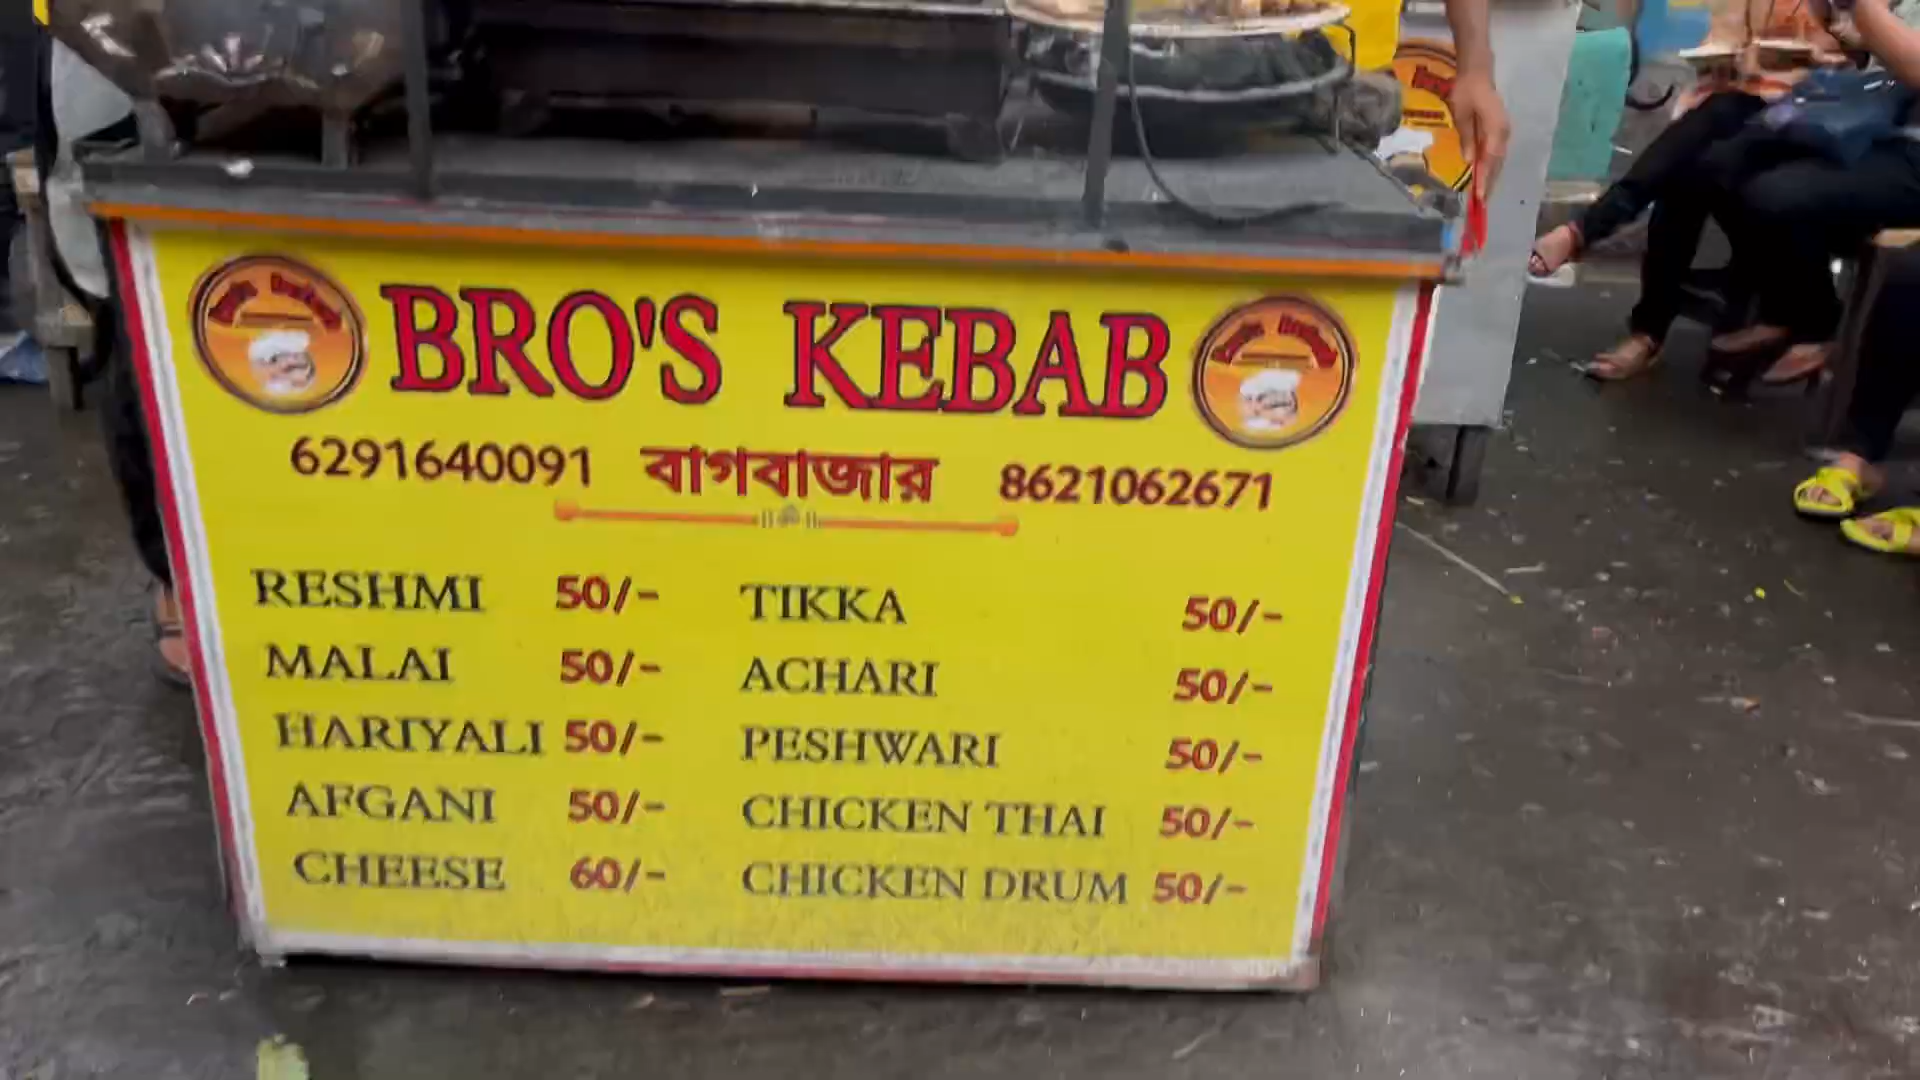 BRO'S KEBAB
6291640091 বাগবাজার 8621062671
RESHMI 50/- TIKKA 50/-
MALAI 50/- ACHARI 50/-
HARIYALI 50/- PESHWARI 50/-
AFGANI 50/- CHICKEN THAI 50/-
CHEESE 60/- CHICKEN DRUM 50/-